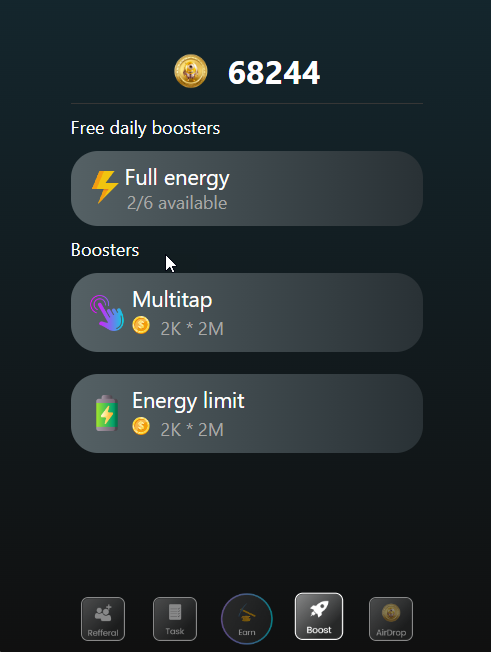 68244
Free daily boosters
Full energy
2/6 available
Boosters
Multitap
2K * 2M
Energy limit
2K * 2M
Refferal
Task
Earn
Boost
AirDrop